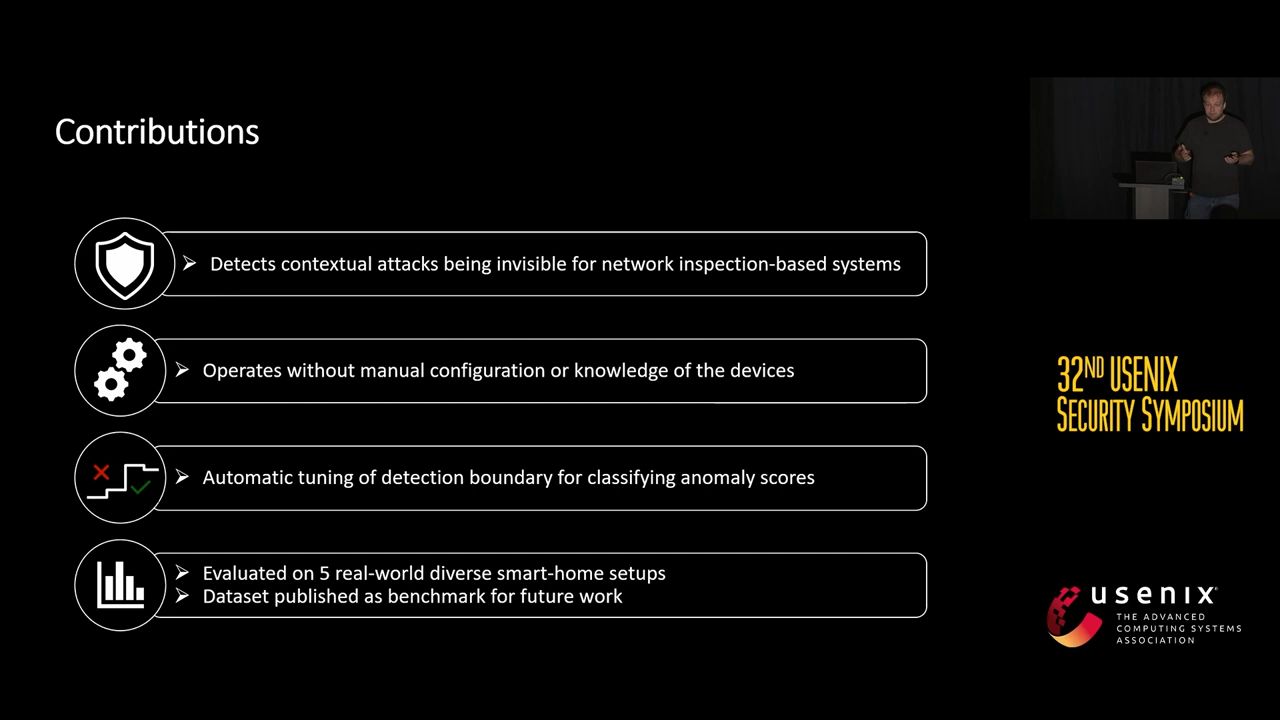 Contributions
➢ Detects contextual attacks being invisible for network inspection-based systems
➢ Operates without manual configuration or knowledge of the devices
➢ Automatic tuning of detection boundary for classifying anomaly scores
➢ Evaluated on 5 real-world diverse smart-home setups
➢ Dataset published as benchmark for future work
32ND USENIX
SECURITY SYMPOSIUM
usenix®
THE ADVANCED
COMPUTING SYSTEMS
ASSOCIATION